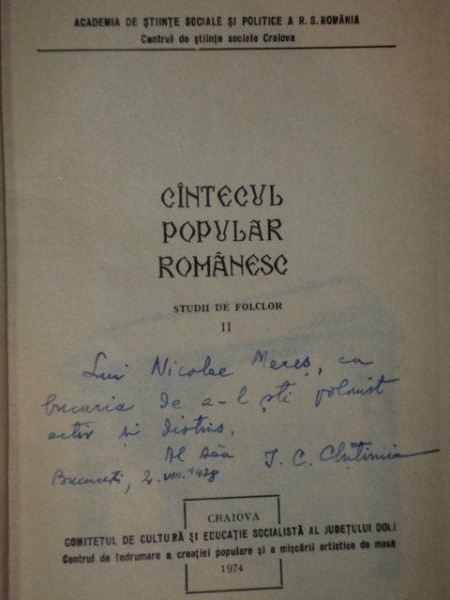 ACADEMIA DE ȘTIINȚE SOCIALE ȘI POLITICE A R. S. ROMÂNIA
Centrul de științe sociale Craiova
CÎNTECUL
POPULAR
ROMÂNESC
STUDII DE FOLCLOR
II
Lui Nicolae Mareș, cu
bucuria de a-l ști polonist
activ și distins.
Al său I. C. Chițimia
București, 2. VIII. 1978
CRAIOVA
COMITETUL DE CULTURĂ ȘI EDUCAȚIE SOCIALISTĂ AL JUDEȚULUI DOLJ
Centrul de îndrumare a creației populare și a mișcării artistice de masă
1974